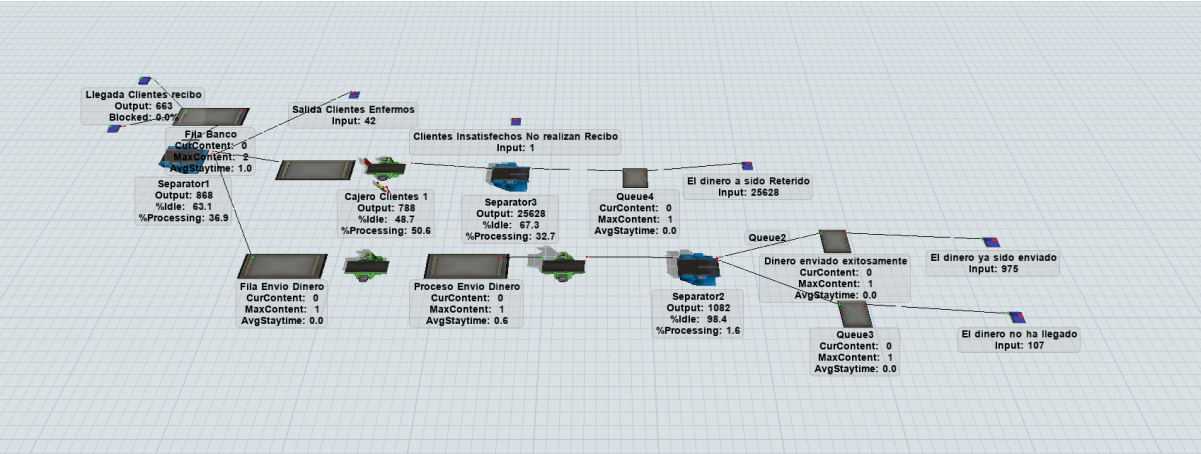 Llegada Clientes recibo
Output: 663
Blocked: 0.0%
Fila Banco
CurContent: 0
MaxContent: 2
AvgStaytime: 1.0
Separator1
Output: 868
%Idle: 63.1
%Processing: 36.9
Salida Clientes Enfermos
Input: 42
Clientes Insatisfechos No realizan Recibo
Input: 1
Cajero Clientes 1
Output: 788
%Idle: 48.7
%Processing: 50.6
Separator3
Output: 25628
%Idle: 67.3
%Processing: 32.7
Queue4
CurContent: 0
MaxContent: 1
AvgStaytime: 0.0
El dinero a sido Reterido
Input: 25628
Fila Envio Dinero
CurContent: 0
MaxContent: 1
AvgStaytime: 0.0
Proceso Envio Dinero
CurContent: 0
MaxContent: 1
AvgStaytime: 0.6
Separator2
Output: 1082
%Idle: 98.4
%Processing: 1.6
Queue2
Dinero enviado exitosamente
CurContent: 0
MaxContent: 1
AvgStaytime: 0.0
El dinero ya sido enviado
Input: 975
Queue3
CurContent: 0
MaxContent: 1
AvgStaytime: 0.0
El dinero no ha llegado
Input: 107